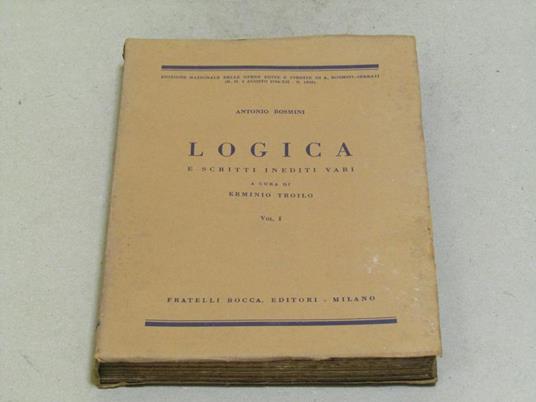 EDIZIONE NAZIONALE DELLE OPERE EDITE E INEDITE DI A. ROSMINI-SERBATI
ANTONIO ROSMINI
LOGICA
E SCRITTI INEDITI VARI
A CURA DI
ERMINIO TROILO
VOL. I
FRATELLI BOCCA, EDITORI - MILANO